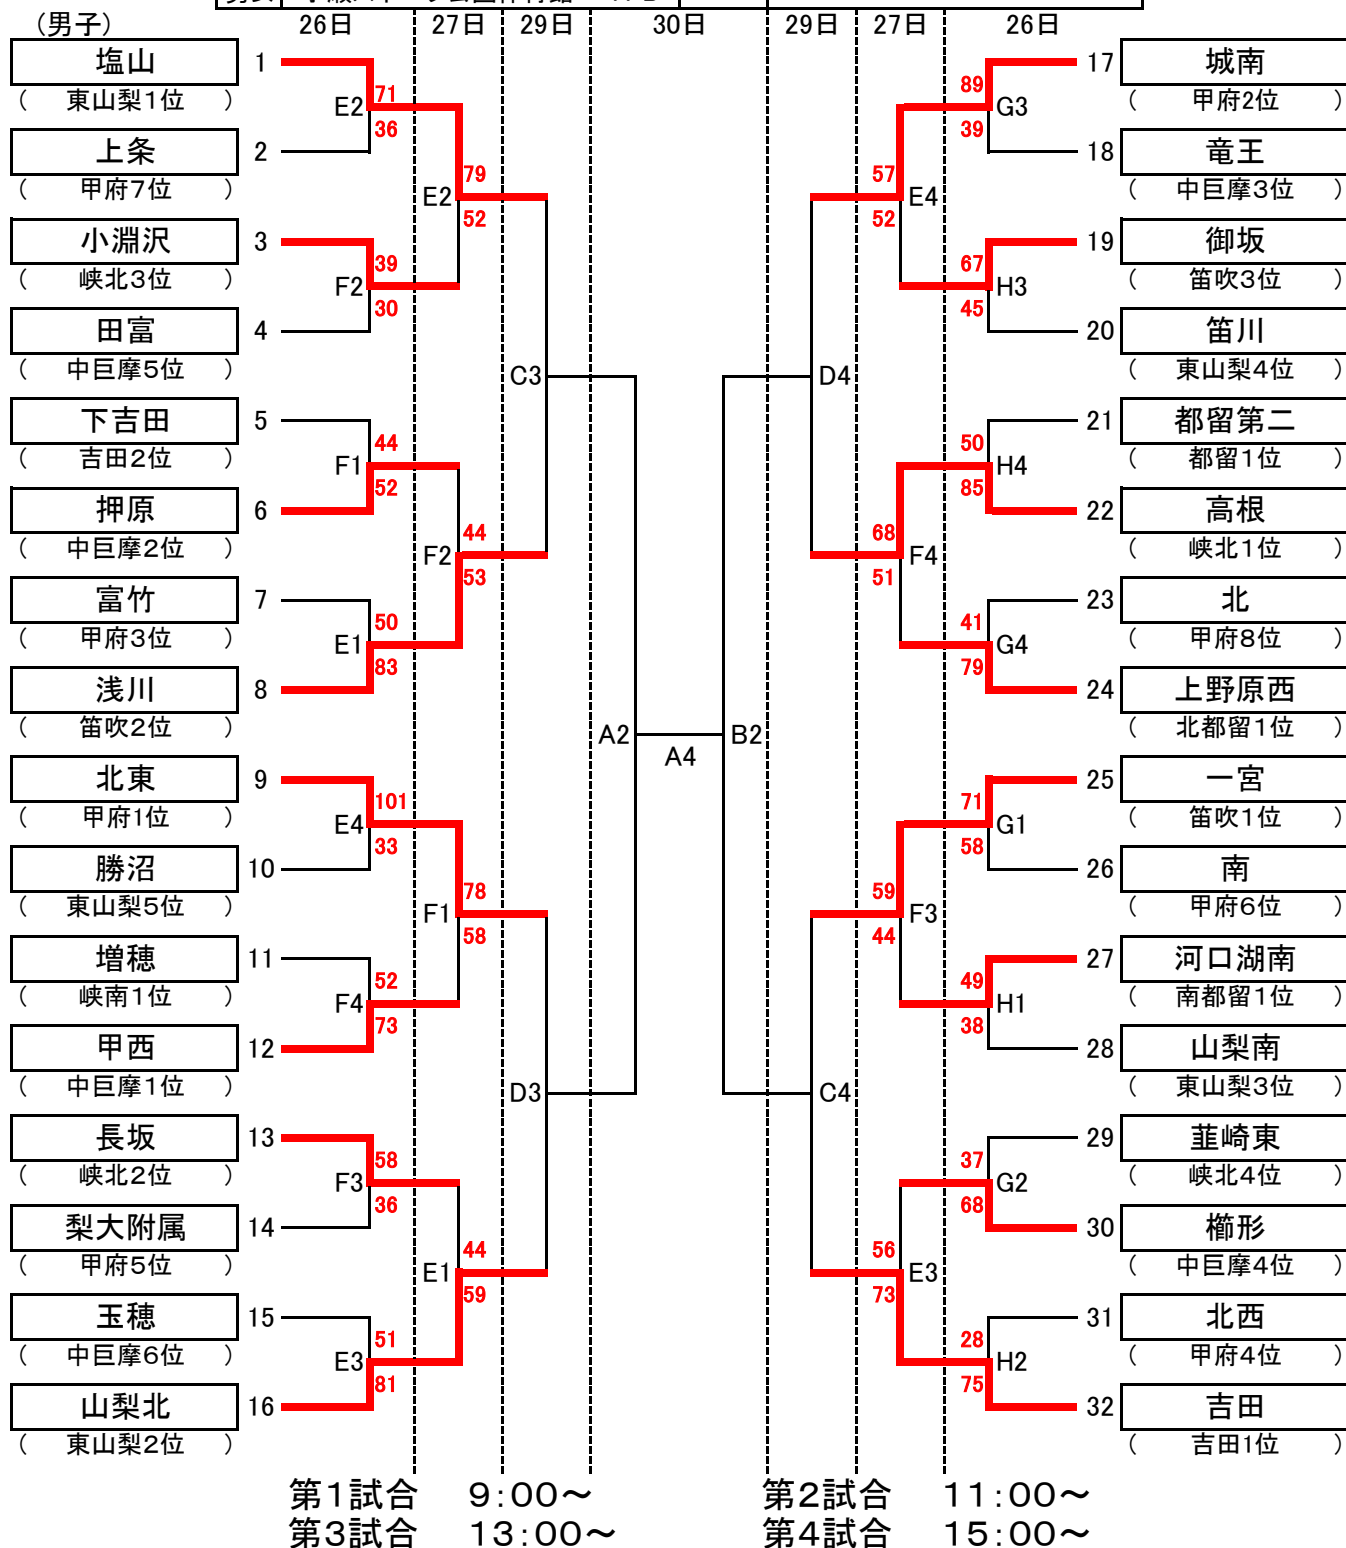 (男子)
26日 27日 29日 30日 29日 27日 26日
塩山 1
( 東山梨1位 )
上条 2
( 甲府7位 )
小淵沢 3
( 峡北3位 )
田富 4
( 中巨摩5位 )
下吉田 5
( 吉田2位 )
押原 6
( 中巨摩2位 )
富竹 7
( 甲府3位 )
浅川 8
( 笛吹2位 )
北東 9
( 甲府1位 )
勝沼 10
( 東山梨5位 )
増穂 11
( 峡南1位 )
甲西 12
( 中巨摩1位 )
長坂 13
( 峡北2位 )
梨大附属 14
( 甲府5位 )
玉穂 15
( 中巨摩6位 )
山梨北 16
( 東山梨2位 )
E2 71 36
F2 39 30
F1 44 52
E1 50 83
E4 101 33
F4 52 73
F3 58 36
E3 51 81
E2 79 52
F2 44 53
F1 78 58
E1 44 59
C3
D3
A2
A4
B2
D4
C4
E4 57 52
F4 68 51
F3 59 44
E3 56 73
G3 89 39
H3 67 45
H4 50 85
G4 41 79
G1 71 58
H1 49 38
G2 37 68
H2 28 75
17 城南
( 甲府2位 )
18 竜王
( 中巨摩3位 )
19 御坂
( 笛吹3位 )
20 笛川
( 東山梨4位 )
21 都留第二
( 都留1位 )
22 高根
( 峡北1位 )
23 北
( 甲府8位 )
24 上野原西
( 北都留1位 )
25 一宮
( 笛吹1位 )
26 南
( 甲府6位 )
27 河口湖南
( 南都留1位 )
28 山梨南
( 東山梨3位 )
29 韮崎東
( 峡北4位 )
30 櫛形
( 中巨摩4位 )
31 北西
( 甲府4位 )
32 吉田
( 吉田1位 )
第1試合 9:00～ 第2試合 11:00～
第3試合 13:00～ 第4試合 15:00～